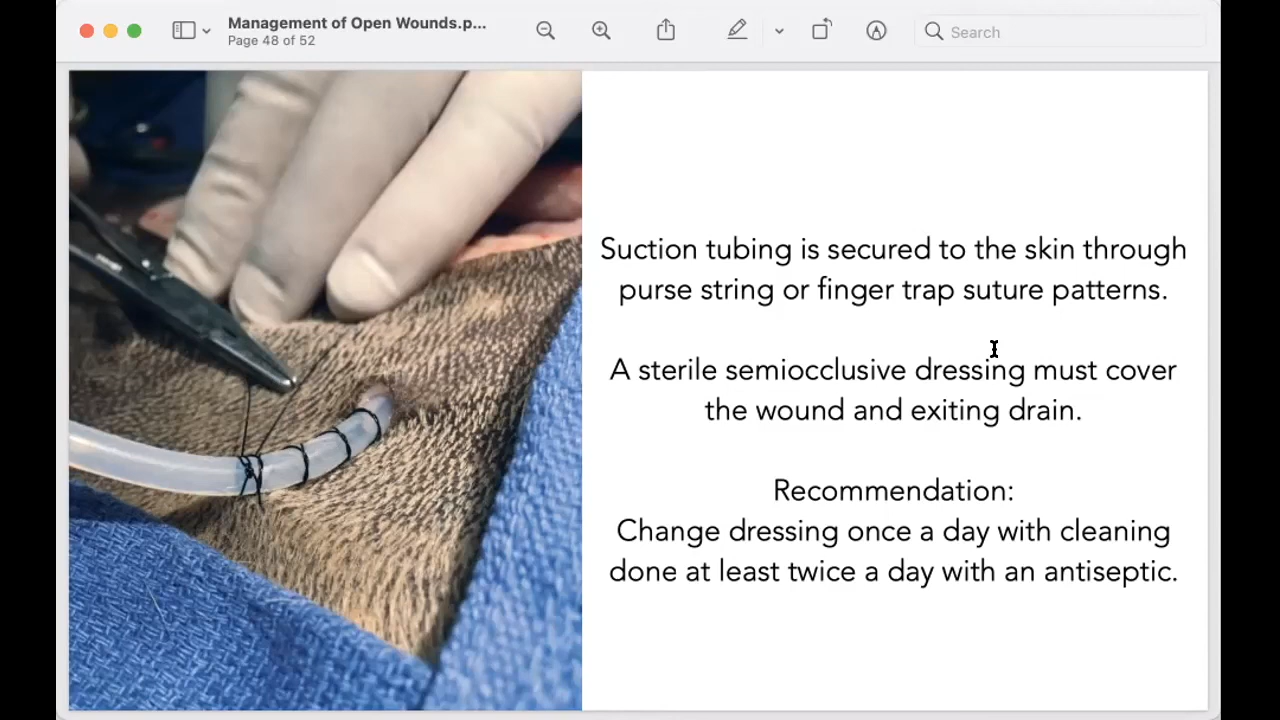 Management of Open Wounds.p...
Page 48 of 52
Search
Suction tubing is secured to the skin through
purse string or finger trap suture patterns.
A sterile semiocclusive dressing must cover
the wound and exiting drain.
Recommendation:
Change dressing once a day with cleaning
done at least twice a day with an antiseptic.